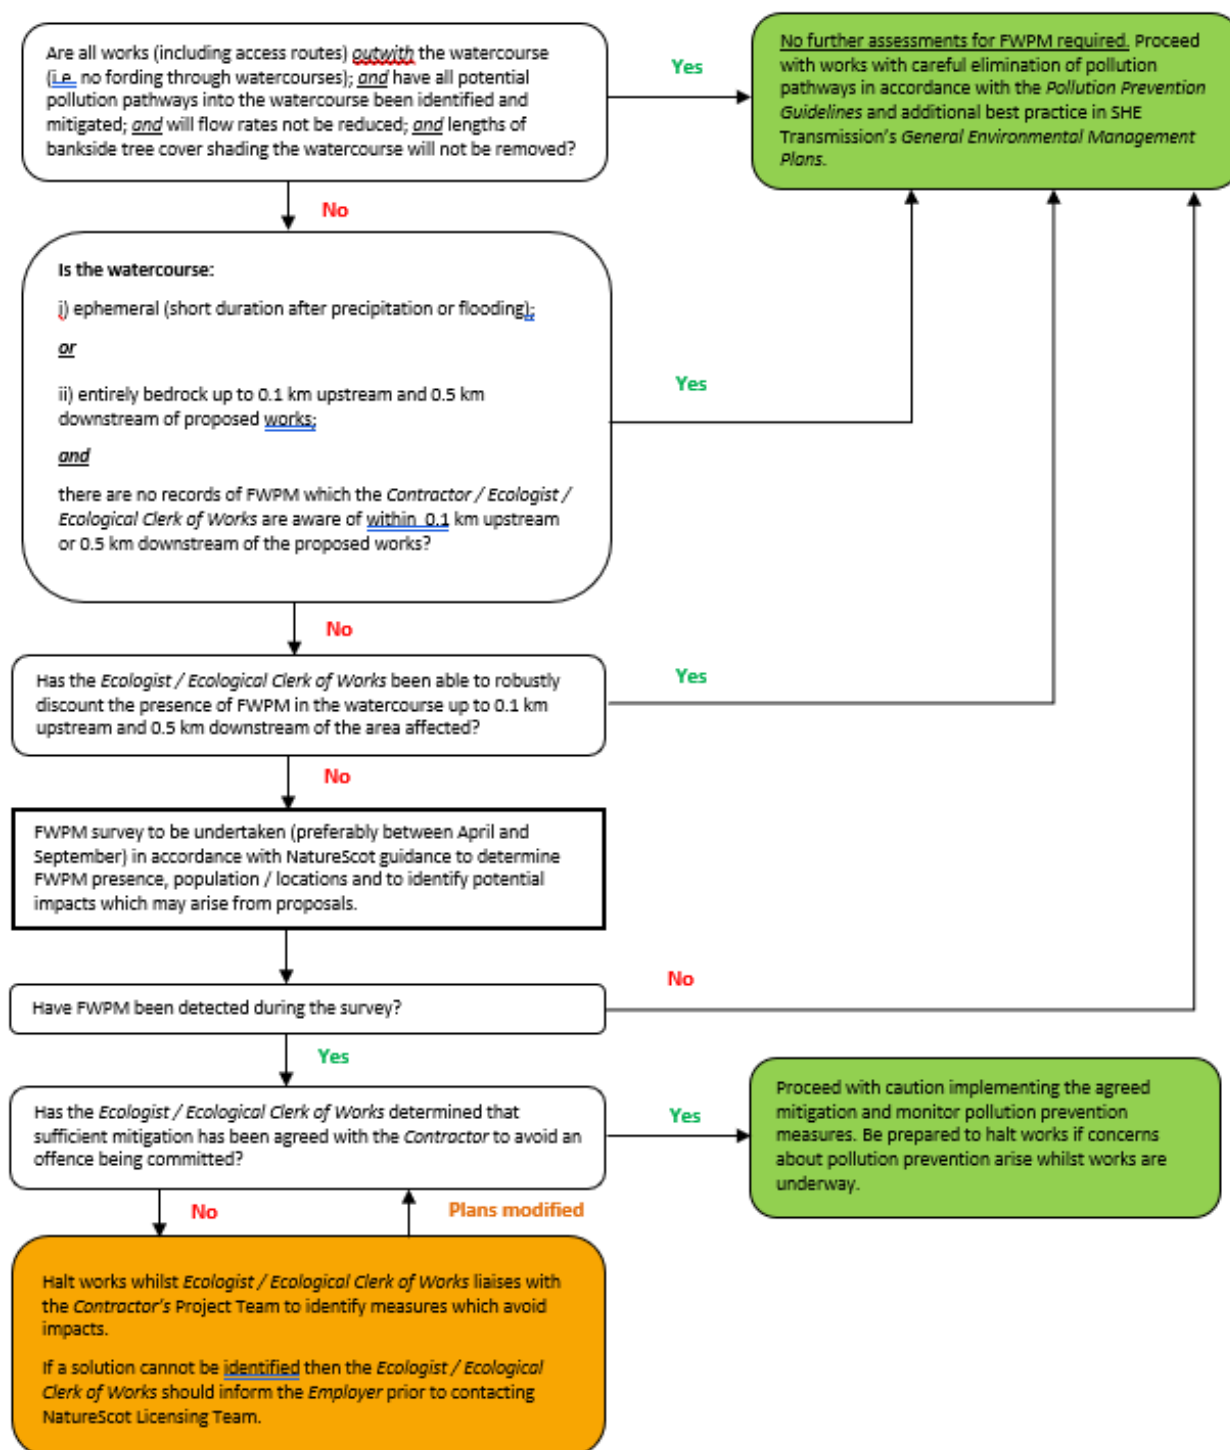 Are all works (including access routes) outwith the watercourse
(i.e. no fording through watercourses); and have all potential
pollution pathways into the watercourse been identified and
mitigated; and will flow rates not be reduced; and lengths of
bankside tree cover shading the watercourse will not be removed?
Yes
No further assessments for FWPM required. Proceed
with works with careful elimination of pollution
pathways in accordance with the Pollution Prevention
Guidelines and additional best practice in SHE
Transmission's General Environmental Management
Plans.
No
Is the watercourse:
i) ephemeral (short duration after precipitation or flooding);
or
ii) entirely bedrock up to 0.1 km upstream and 0.5 km
downstream of proposed works;
and
there are no records of FWPM which the Contractor / Ecologist /
Ecological Clerk of Works are aware of within  0.1 km upstream
or 0.5 km downstream of the proposed works?
Yes
No
Has the Ecologist / Ecological Clerk of Works been able to robustly
discount the presence of FWPM in the watercourse up to 0.1 km
upstream and 0.5 km downstream of the area affected?
Yes
No
FWPM survey to be undertaken (preferably between April and
September) in accordance with NatureScot guidance to determine
FWPM presence, population / locations and to identify potential
impacts which may arise from proposals.
Have FWPM been detected during the survey?
No
Yes
Has the Ecologist / Ecological Clerk of Works determined that
sufficient mitigation has been agreed with the Contractor to avoid an
offence being committed?
Yes
Proceed with caution implementing the agreed
mitigation and monitor pollution prevention
measures. Be prepared to halt works if concerns
about pollution prevention arise whilst works are
underway.
No
Plans modified
Halt works whilst Ecologist / Ecological Clerk of Works liaises with
the Contractor's Project Team to identify measures which avoid
impacts.
If a solution cannot be identified then the Ecologist / Ecological
Clerk of Works should inform the Employer prior to contacting
NatureScot Licensing Team.